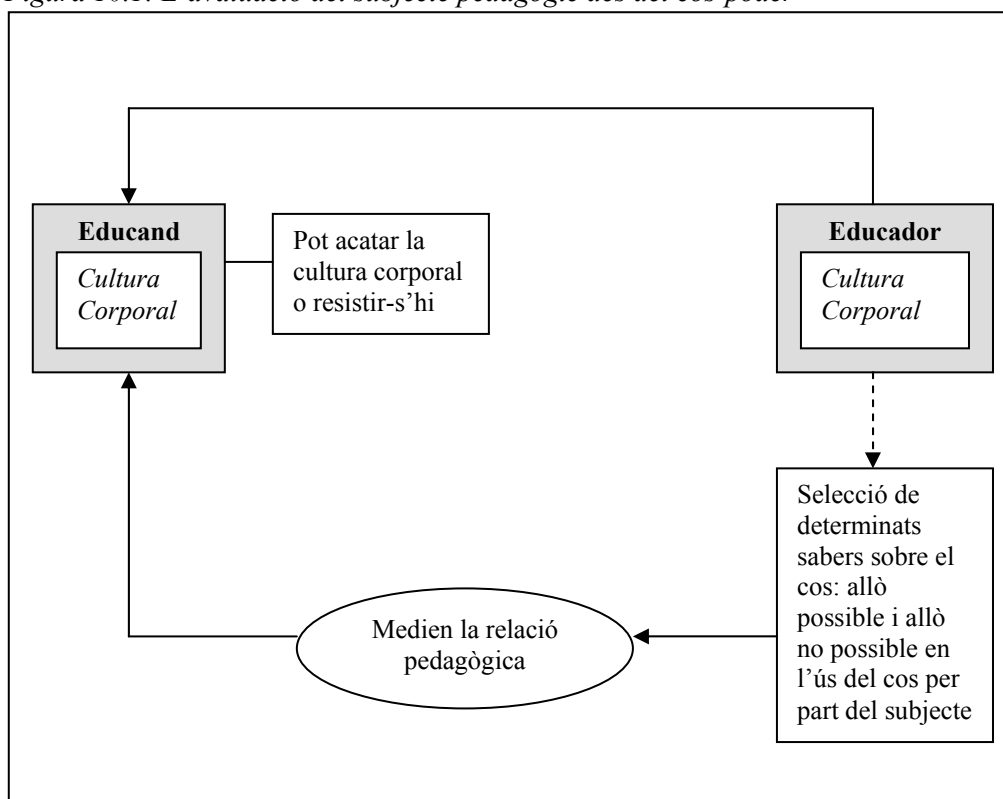 Figura 10.1: L'avaluació del subjecte pedagògic des del cos-poder
Educand
Cultura
Corporal
Pot acatar la
cultura corporal
o resistir-s'hi
Educador
Cultura
Corporal
Selecció de
determinats
sabers sobre el
cos: allò
possible i allò
no possible en
l'ús del cos per
part del subjecte
Medien la relació
pedagògica